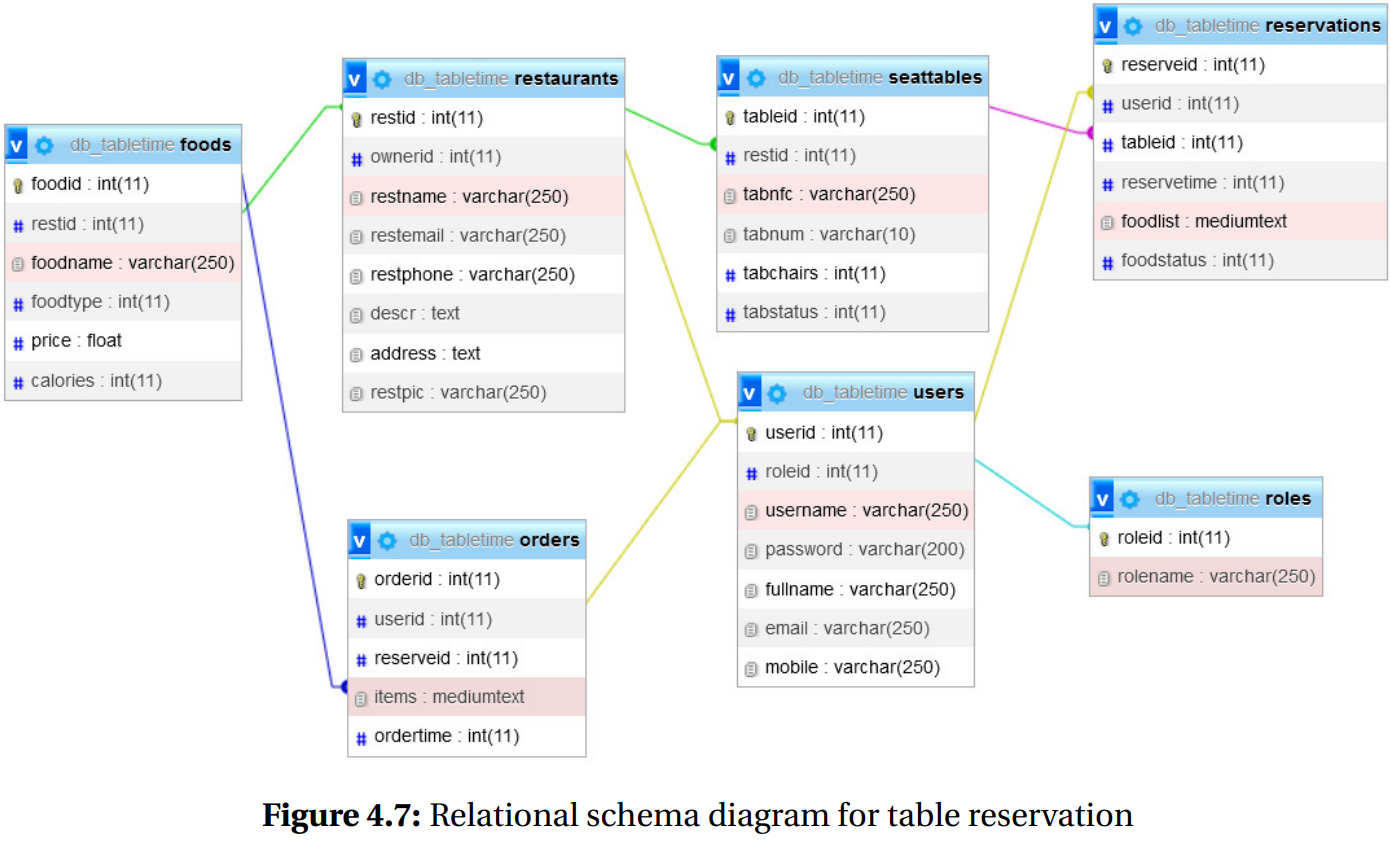 v db_tabletime foods
foodid : int(11)
restid : int(11)
foodname : varchar(250)
foodtype : int(11)
price : float
calories : int(11)
v db_tabletime restaurants
restid : int(11)
ownerid : int(11)
restname : varchar(250)
restemail : varchar(250)
restphone : varchar(250)
descr : text
address : text
restpic : varchar(250)
v db_tabletime seattables
tableid : int(11)
restid : int(11)
tabnfc : varchar(250)
tabnum : varchar(10)
tabchairs : int(11)
tabstatus : int(11)
v db_tabletime reservations
reserveid : int(11)
userid : int(11)
tableid : int(11)
reservetime : int(11)
foodlist : mediumtext
foodstatus : int(11)
v db_tabletime orders
orderid : int(11)
userid : int(11)
reserveid : int(11)
items : mediumtext
ordertime : int(11)
v db_tabletime users
userid : int(11)
roleid : int(11)
username : varchar(250)
password : varchar(200)
fullname : varchar(250)
email : varchar(250)
mobile : varchar(250)
v db_tabletime roles
roleid : int(11)
rolename : varchar(250)
Figure 4.7: Relational schema diagram for table reservation